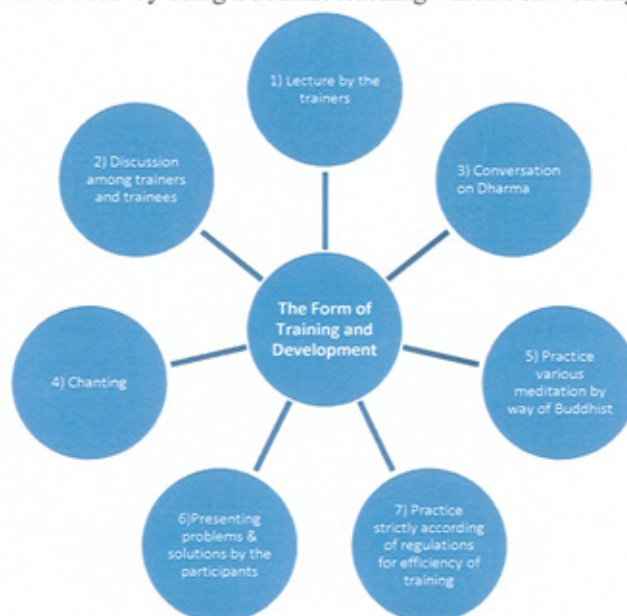 1) Lecture by the
trainers
2) Discussion
among trainers
and trainees
3) Conversation
on Dharma
The Form of
Training and
Development
4) Chanting
5) Practice
various
meditation by
way of Buddhist
6)Presenting
problems &
solutions by the
participants
7) Practice
strictly according
of regulations
for efficiency of
training